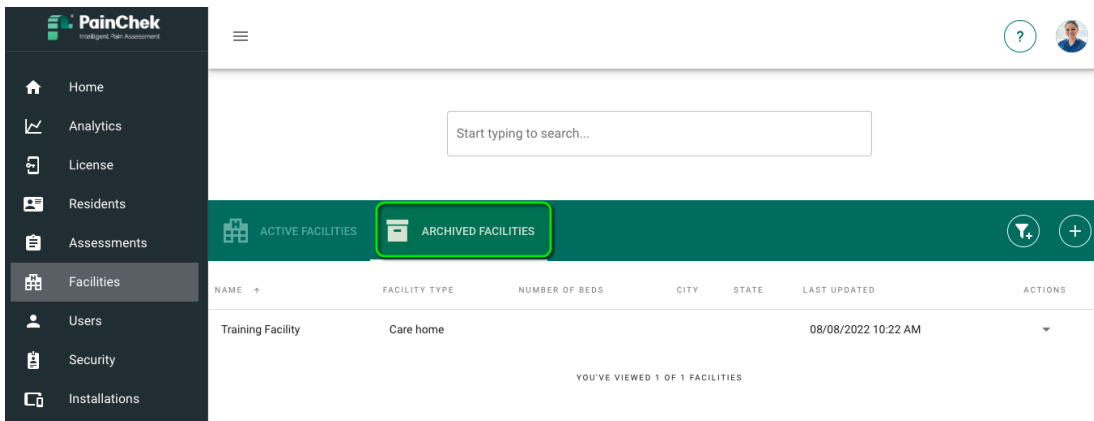 PainChek
Intelligent Pain Assessment
?
Home
Analytics
License
Residents
Assessments
Facilities
Users
Security
Installations
Start typing to search...
ACTIVE FACILITIES
ARCHIVED FACILITIES
NAME ↑ FACILITY TYPE NUMBER OF BEDS CITY STATE LAST UPDATED ACTIONS
Training Facility Care home 08/08/2022 10:22 AM
YOU'VE VIEWED 1 OF 1 FACILITIES